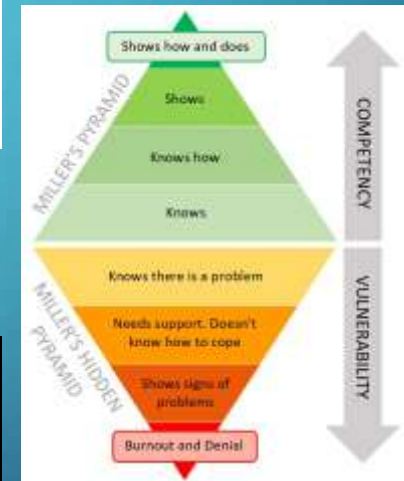 Shows how and does
Shows
Knows how
Knows
MILLER'S PYRAMID
COMPETENCY
Knows there is a problem
Needs support. Doesn't
know how to cope
Shows signs of
problems
Burnout and Denial
MILLER'S HIDDEN
PYRAMID
VULNERABILITY